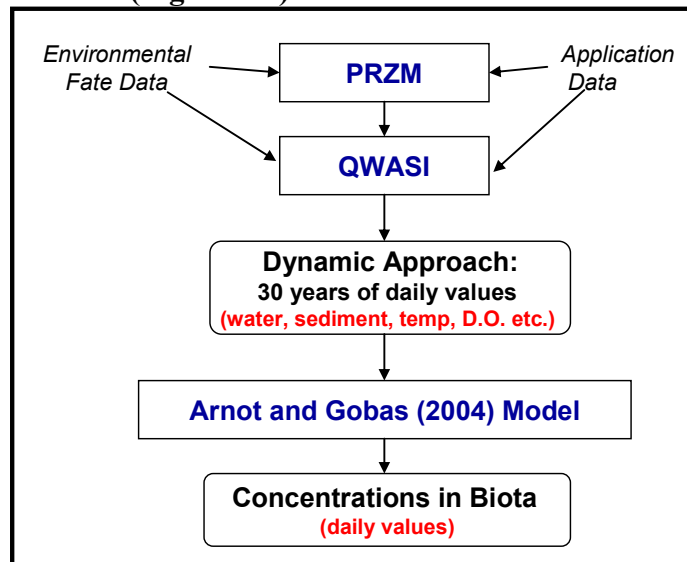 Environmental
Fate Data
PRZM
Application
Data
QWASI
Dynamic Approach:
30 years of daily values
(water, sediment, temp, D.O. etc.)
Arnot and Gobas (2004) Model
Concentrations in Biota
(daily values)